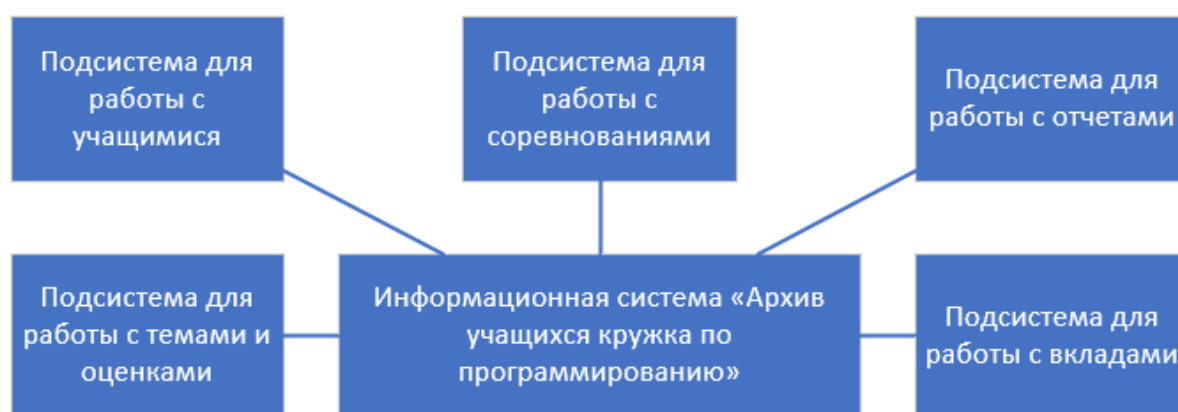 Подсистема для
работы с
учащимися
Подсистема для
работы с
соревнованиями
Подсистема для
работы с отчетами
Подсистема для
работы с темами и
оценками
Информационная система «Архив
учащихся кружка по
программированию»
Подсистема для
работы с вкладами